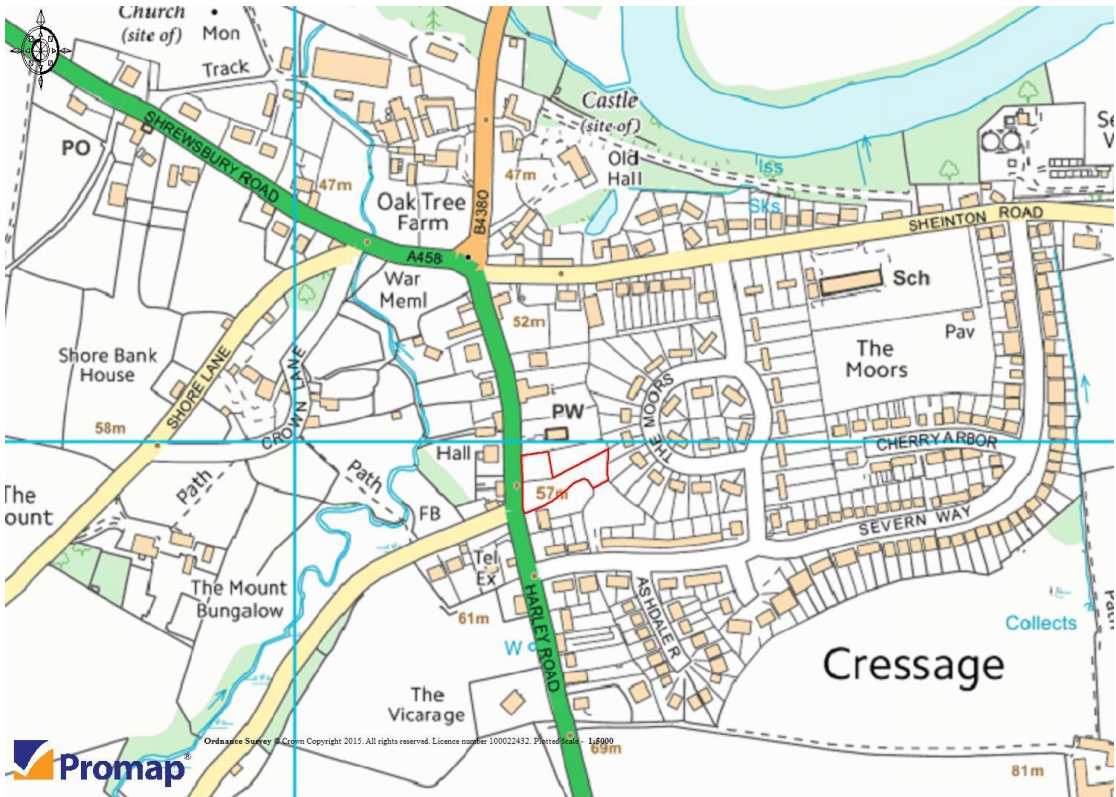 Church
(site of)
Mon
Track
SHREWSBURY ROAD
PO
47m
Oak Tree
Farm
B4380
47m
Castle
(site of)
Old
Hall
Iss
Sks
SHEINTON ROAD
A458
War
Meml
52m
Sch
Pav
The
Moors
Shore Bank
House
SHORE LANE
CROWN LANE
58m
THE MOORS
PW
CHERRY ARBOR
Hall
57m
Path
Path
FB
SEVERN WAY
The Mount
Bungalow
Tel
Ex
61m
HARLEY ROAD
ASHDALE R
Collects
Path
W
Cressage
The
Vicarage
Ordnance Survey © Crown Copyright 2015. All rights reserved. Licence number 100022432. Plotted Scale - 1:5000
69m
81m
Promap®